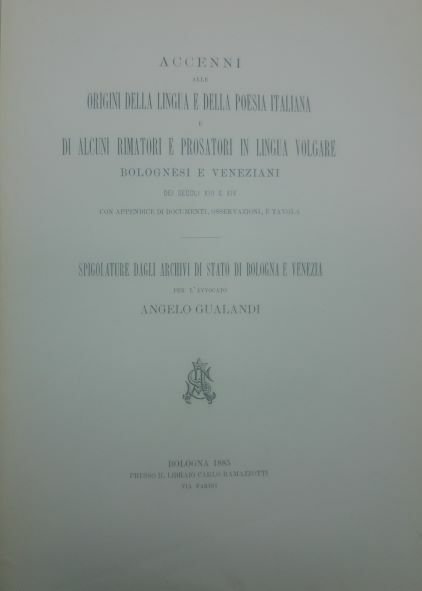 ACCENNI
ALLE
ORIGINI DELLA LINGUA E DELLA POESIA ITALIANA
E
DI ALCUNI RIMATORI E PROSATORI IN LINGUA VOLGARE
BOLOGNESI E VENEZIANI
DEI SECOLI XIII E XIV
CON APPENDICE DI DOCUMENTI, OSSERVAZIONI, E TAVOLA
SPIGOLATURE DAGLI ARCHIVI DI STATO DI BOLOGNA E VENEZIA
PER L'AVVOCATO
ANGELO GUALANDI
BOLOGNA 1885
PRESSO IL LIBRAIO CARLO RAMAZZOTTI
VIA FARINI